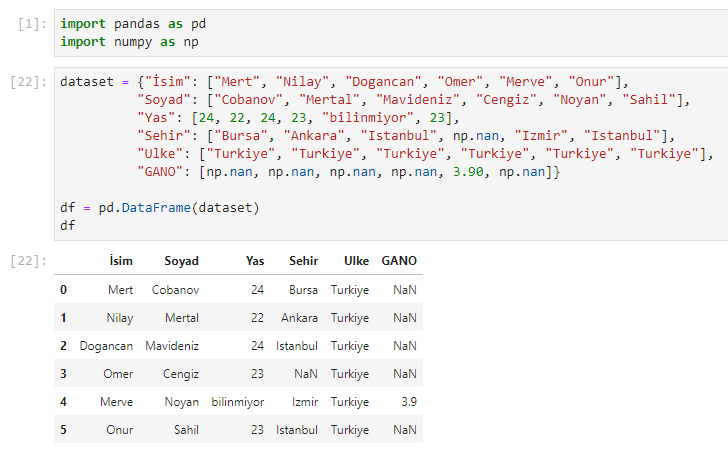 [1]: import pandas as pd
import numpy as np
[22]: dataset = {"İsim": ["Mert", "Nilay", "Dogancan", "Omer", "Merve", "Onur"],
"Soyad": ["Cobanov", "Mertal", "Mavideniz", "Cengiz", "Noyan", "Sahil"],
"Yas": [24, 22, 24, 23, "bilinmiyor", 23],
"Sehir": ["Bursa", "Ankara", "Istanbul", np.nan, "Izmir", "Istanbul"],
"Ulke": ["Turkiye", "Turkiye", "Turkiye", "Turkiye", "Turkiye", "Turkiye"],
"GANO": [np.nan, np.nan, np.nan, np.nan, 3.90, np.nan]}
df = pd.DataFrame(dataset)
df
[22]: İsim Soyad Yas Sehir Ulke GANO
0 Mert Cobanov 24 Bursa Turkiye NaN
1 Nilay Mertal 22 Ankara Turkiye NaN
2 Dogancan Mavideniz 24 Istanbul Turkiye NaN
3 Omer Cengiz 23 NaN Turkiye NaN
4 Merve Noyan bilinmiyor Izmir Turkiye 3.9
5 Onur Sahil 23 Istanbul Turkiye NaN